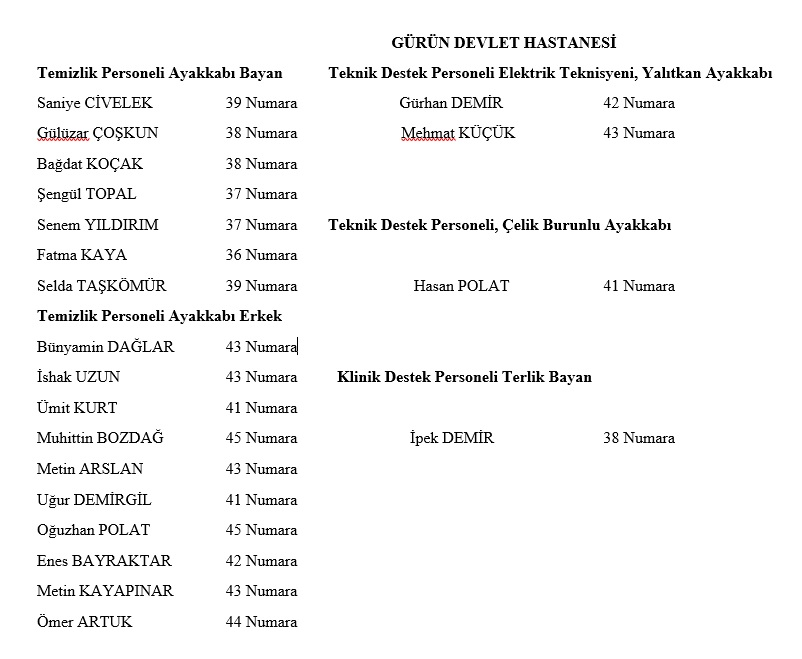 GÜRÜN DEVLET HASTANESİ
Temizlik Personeli Ayakkabı Bayan
Saniye CİVELEK 39 Numara
Gülüzar ÇOŞKUN 38 Numara
Bağdat KOÇAK 38 Numara
Şengül TOPAL 37 Numara
Senem YILDIRIM 37 Numara
Fatma KAYA 36 Numara
Selda TAŞKÖMÜR 39 Numara
Temizlik Personeli Ayakkabı Erkek
Bünyamin DAĞLAR 43 Numara
İshak UZUN 43 Numara
Ümit KURT 41 Numara
Muhittin BOZDAĞ 45 Numara
Metin ARSLAN 43 Numara
Uğur DEMİRGİL 41 Numara
Oğuzhan POLAT 45 Numara
Enes BAYRAKTAR 42 Numara
Metin KAYAPINAR 43 Numara
Ömer ARTUK 44 Numara
Teknik Destek Personeli Elektrik Teknisyeni, Yalıtkan Ayakkabı
Gürhan DEMİR 42 Numara
Mehmat KÜÇÜK 43 Numara
Teknik Destek Personeli, Çelik Burunlu Ayakkabı
Hasan POLAT 41 Numara
Klinik Destek Personeli Terlik Bayan
İpek DEMİR 38 Numara